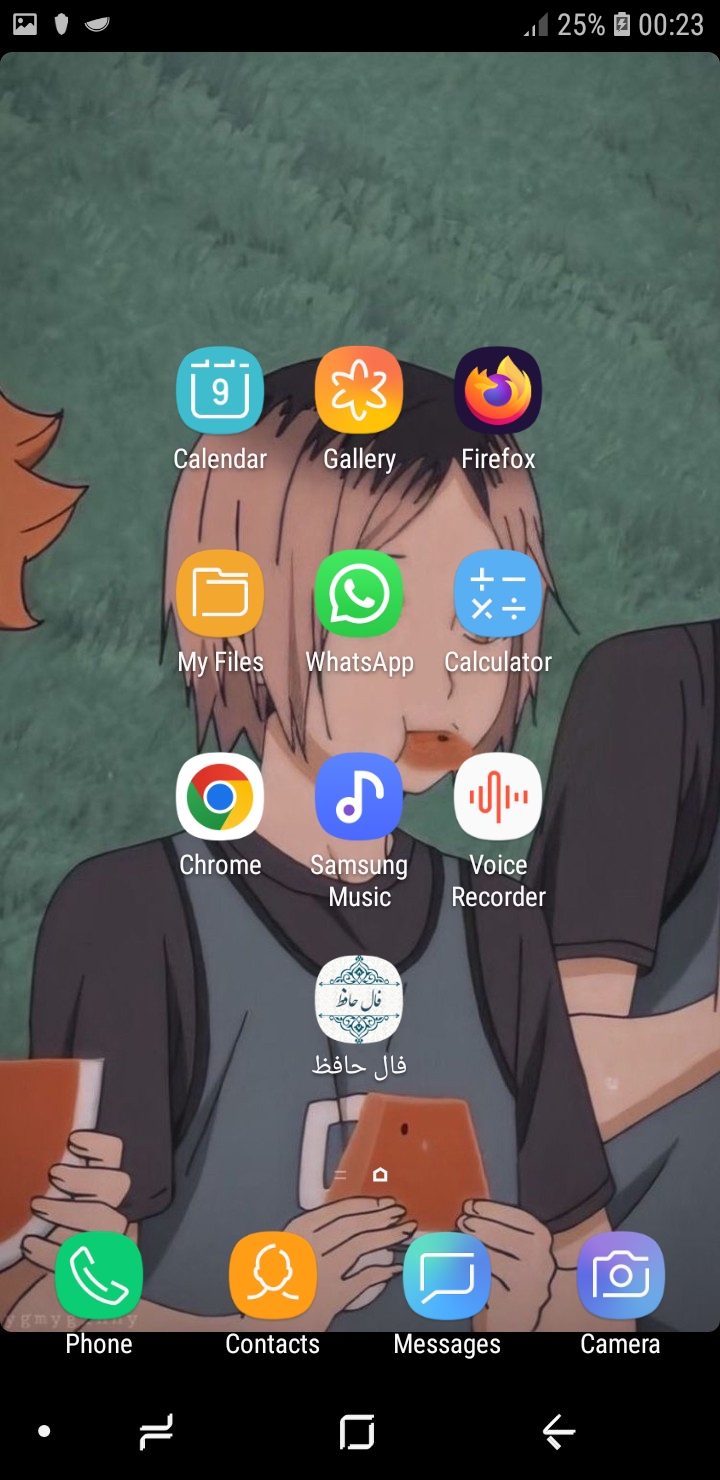 25% 00:23
9
Calendar Gallery Firefox
My Files WhatsApp Calculator
Chrome Samsung Music Voice Recorder
فال حافظ
فال حافظ
Phone Contacts Messages Camera